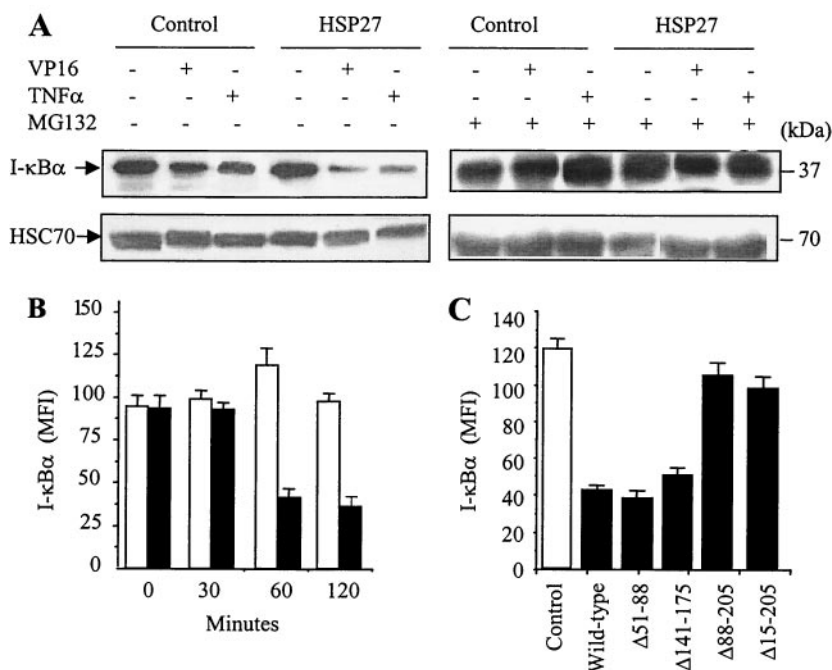 A
Control HSP27 Control HSP27
VP16 - + - - + - - + - - + -
TNFα - - + - - + - - + - - +
MG132 - - - - - - + + + + + + (kDa)
I-κBα 37
HSC70 70
B
I-κBα (MFI)
150
125
100
75
50
25
0
0 30 60 120
Minutes
C
I-κBα (MFI)
140
120
100
80
60
40
20
0
Control
Wild-type
Δ51-88
Δ141-175
Δ88-205
Δ15-205